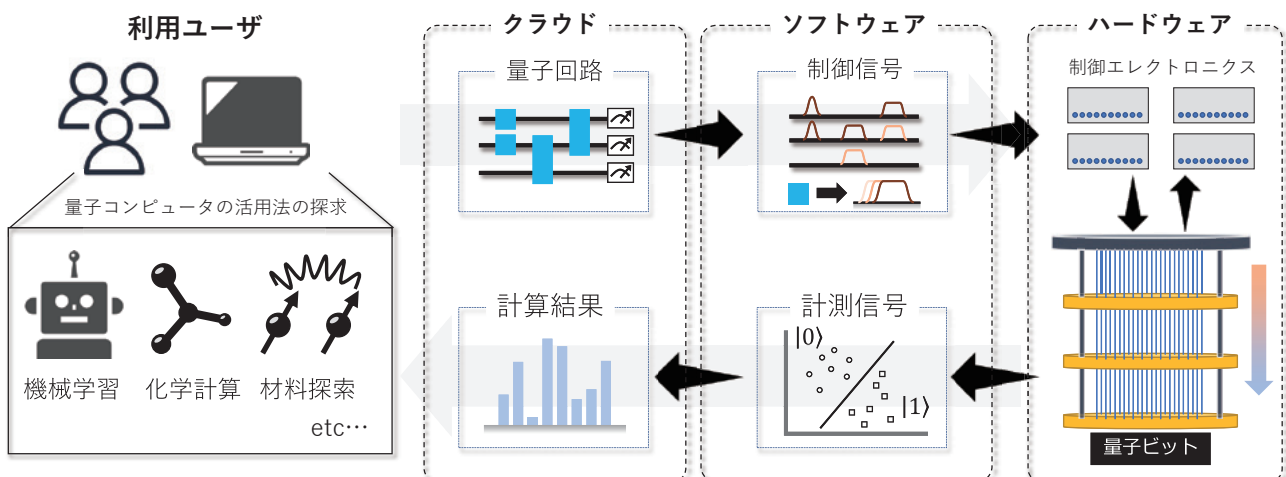 利用ユーザ
量子コンピュータの活用法の探求
機械学習
化学計算
材料探索
etc…
クラウド
量子回路
計算結果
ソフトウェア
制御信号
計測信号
|0⟩
|1⟩
ハードウェア
制御エレクトロニクス
量子ビット